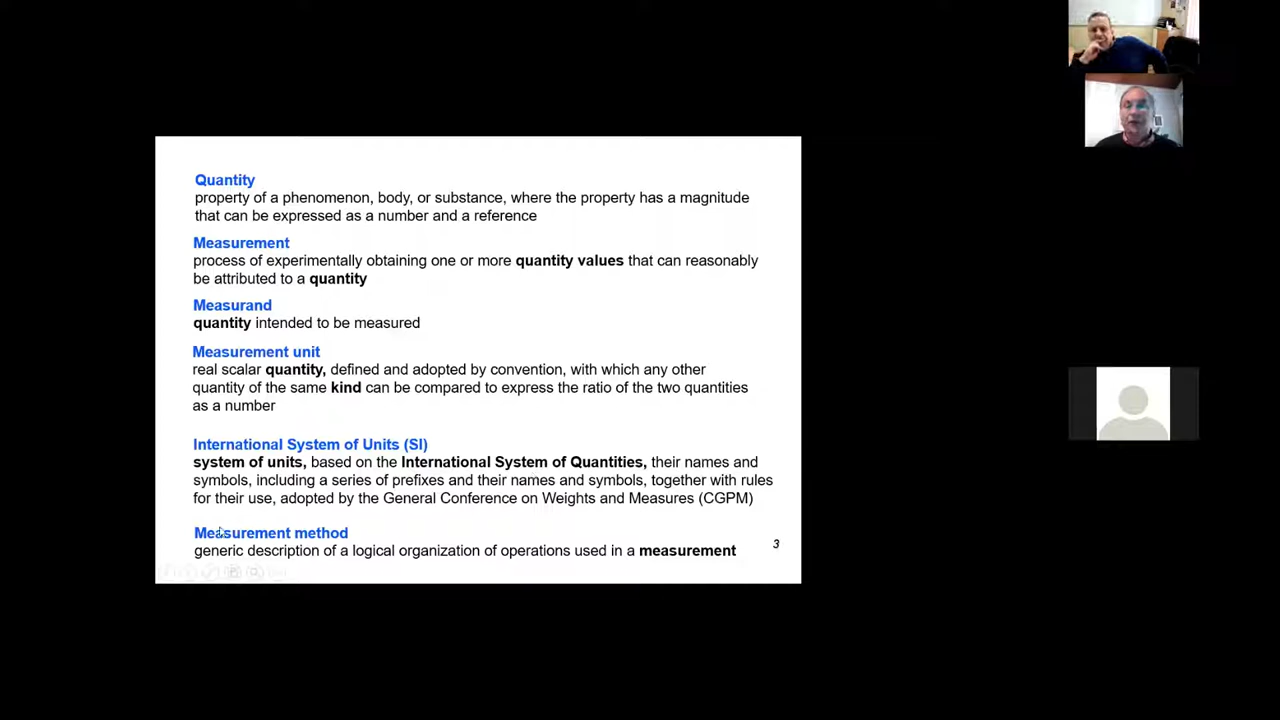 Quantity
property of a phenomenon, body, or substance, where the property has a magnitude
that can be expressed as a number and a reference
Measurement
process of experimentally obtaining one or more quantity values that can reasonably
be attributed to a quantity
Measurand
quantity intended to be measured
Measurement unit
real scalar quantity, defined and adopted by convention, with which any other
quantity of the same kind can be compared to express the ratio of the two quantities
as a number
International System of Units (SI)
system of units, based on the International System of Quantities, their names and
symbols, including a series of prefixes and their names and symbols, together with rules
for their use, adopted by the General Conference on Weights and Measures (CGPM)
Measurement method
generic description of a logical organization of operations used in a measurement
3